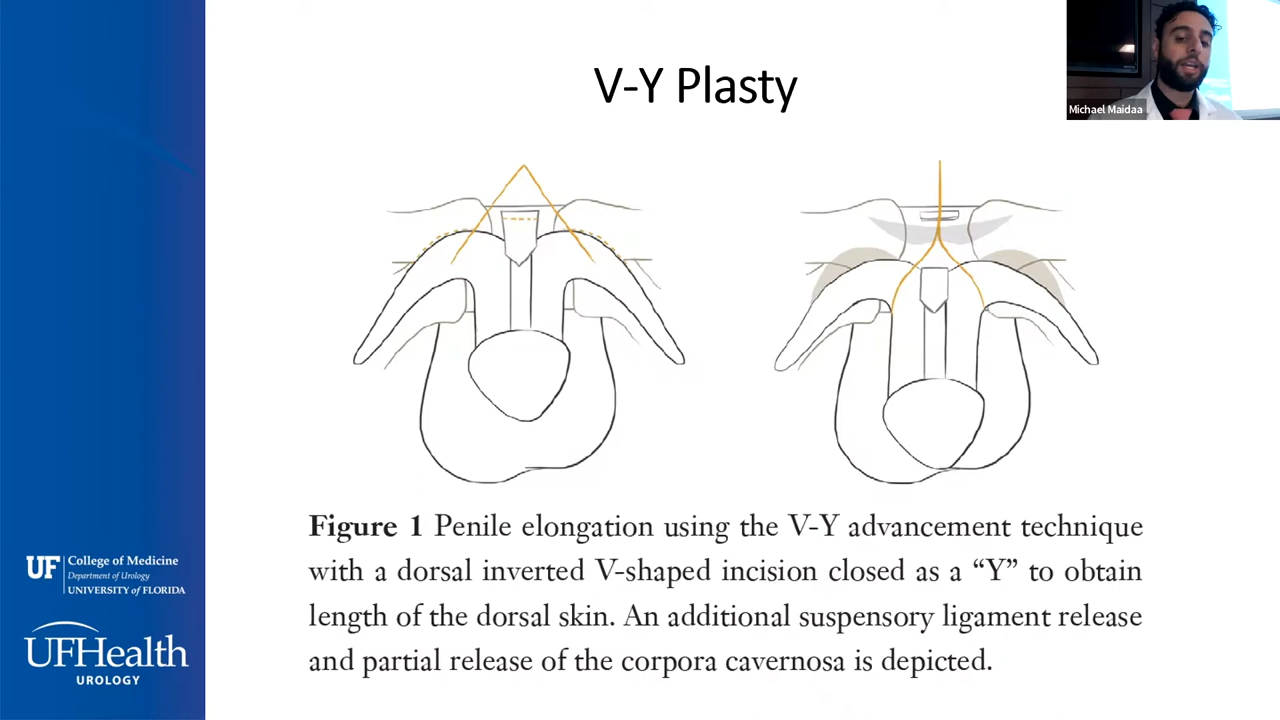 V-Y Plasty
Michael Maidaa
Figure 1 Penile elongation using the V-Y advancement technique
with a dorsal inverted V-shaped incision closed as a “Y” to obtain
length of the dorsal skin. An additional suspensory ligament release
and partial release of the corpora cavernosa is depicted.
UF College of Medicine
Department of Urology
UNIVERSITY of FLORIDA
UFHealth
UROLOGY